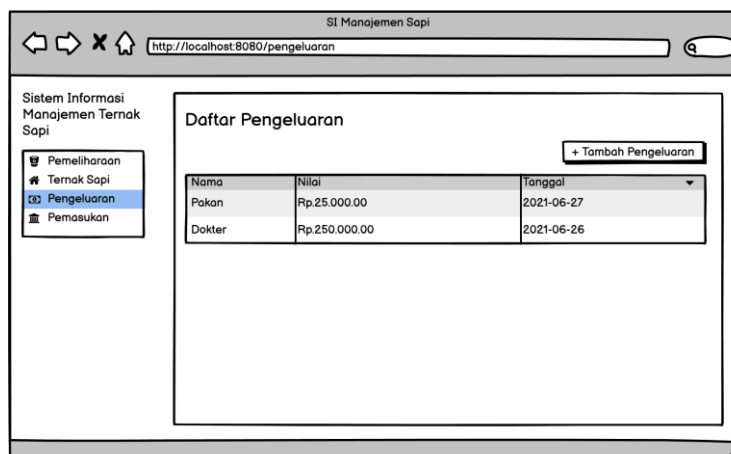 SI Manajemen Sapi
http://localhost:8080/pengeluaran
Sistem Informasi
Manajemen Ternak
Sapi
Pemeliharaan
Ternak Sapi
Pengeluaran
Pemasukan
Daftar Pengeluaran
+ Tambah Pengeluaran
Nama Nilai Tanggal
Pakan Rp.25.000.00 2021-06-27
Dokter Rp.250.000.00 2021-06-26